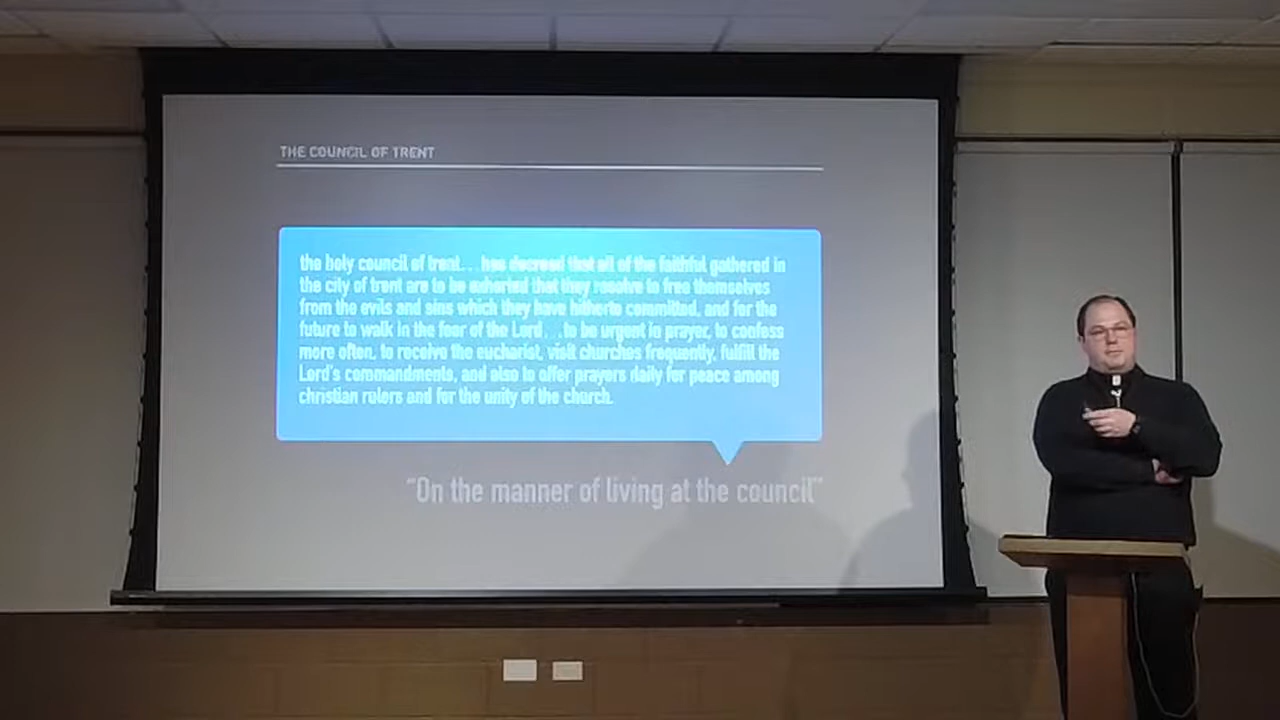 THE COUNCIL OF TRENT
the holy council of trent... has decreed that all of the faithful gathered in
the city of trent are to be exhorted that they resolve to free themselves
from the evils and sins which they have hitherto committed, and for the
future to walk in the fear of the Lord...to be urgent in prayer, to confess
more often, to receive the eucharist, visit churches frequently, fulfill the
Lord's commandments, and also to offer prayers daily for peace among
christian rulers and for the unity of the church.
"On the manner of living at the council"